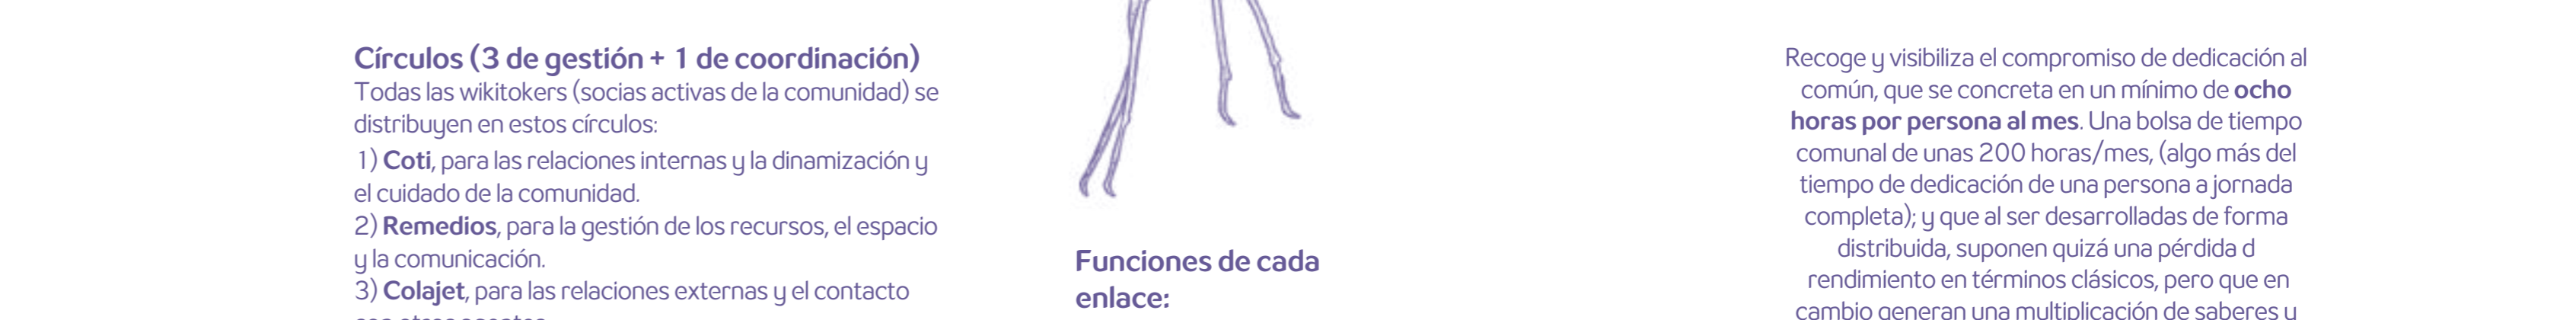 Círculos (3 de gestión + 1 de coordinación)
Todas las wikitokers (socias activas de la comunidad) se
distribuyen en estos círculos:
1) Coti, para las relaciones internas y la dinamización y
el cuidado de la comunidad.
2) Remedios, para la gestión de los recursos, el espacio
y la comunicación.
3) Colajet, para las relaciones externas y el contacto
Funciones de cada
enlace:
Recoge y visibiliza el compromiso de dedicación al
común, que se concreta en un mínimo de ocho
horas por persona al mes. Una bolsa de tiempo
comunal de unas 200 horas/mes, (algo más del
tiempo de dedicación de una persona a jornada
completa); y que al ser desarrolladas de forma
distribuida, suponen quizá una pérdida d
rendimiento en términos clásicos, pero que en
cambio generan una multiplicación de saberes y